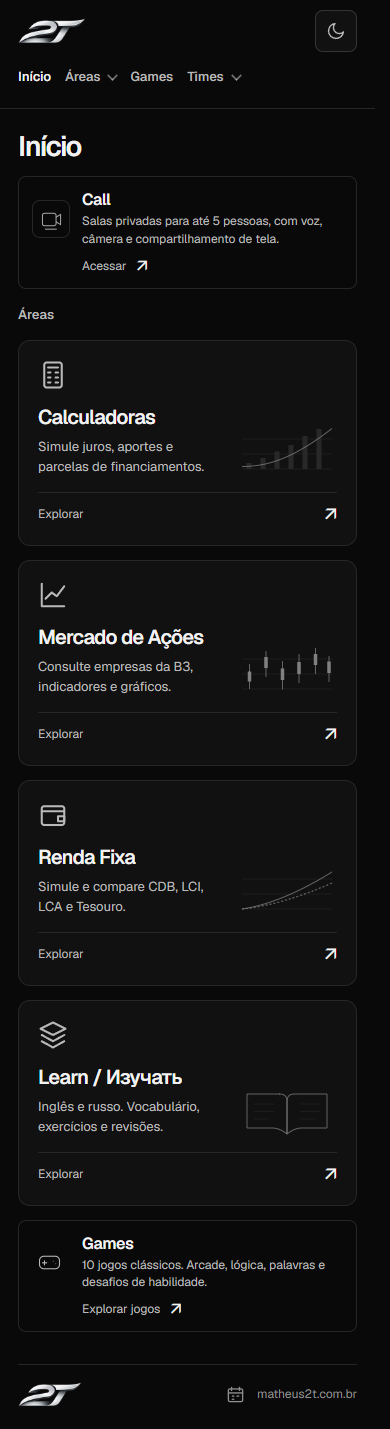 2T
Início Áreas Games Times
Início
Call
Salas privadas para até 5 pessoas, com voz,
câmera e compartilhamento de tela.
Acessar
Áreas
Calculadoras
Simule juros, aportes e
parcelas de financiamentos.
Explorar
Mercado de Ações
Consulte empresas da B3,
indicadores e gráficos.
Explorar
Renda Fixa
Simule e compare CDB, LCI,
LCA e Tesouro.
Explorar
Learn / Изучать
Inglês e russo. Vocabulário,
exercícios e revisões.
Explorar
Games
10 jogos clássicos. Arcade, lógica, palavras e
desafios de habilidade.
Explorar jogos
2T
matheus2t.com.br